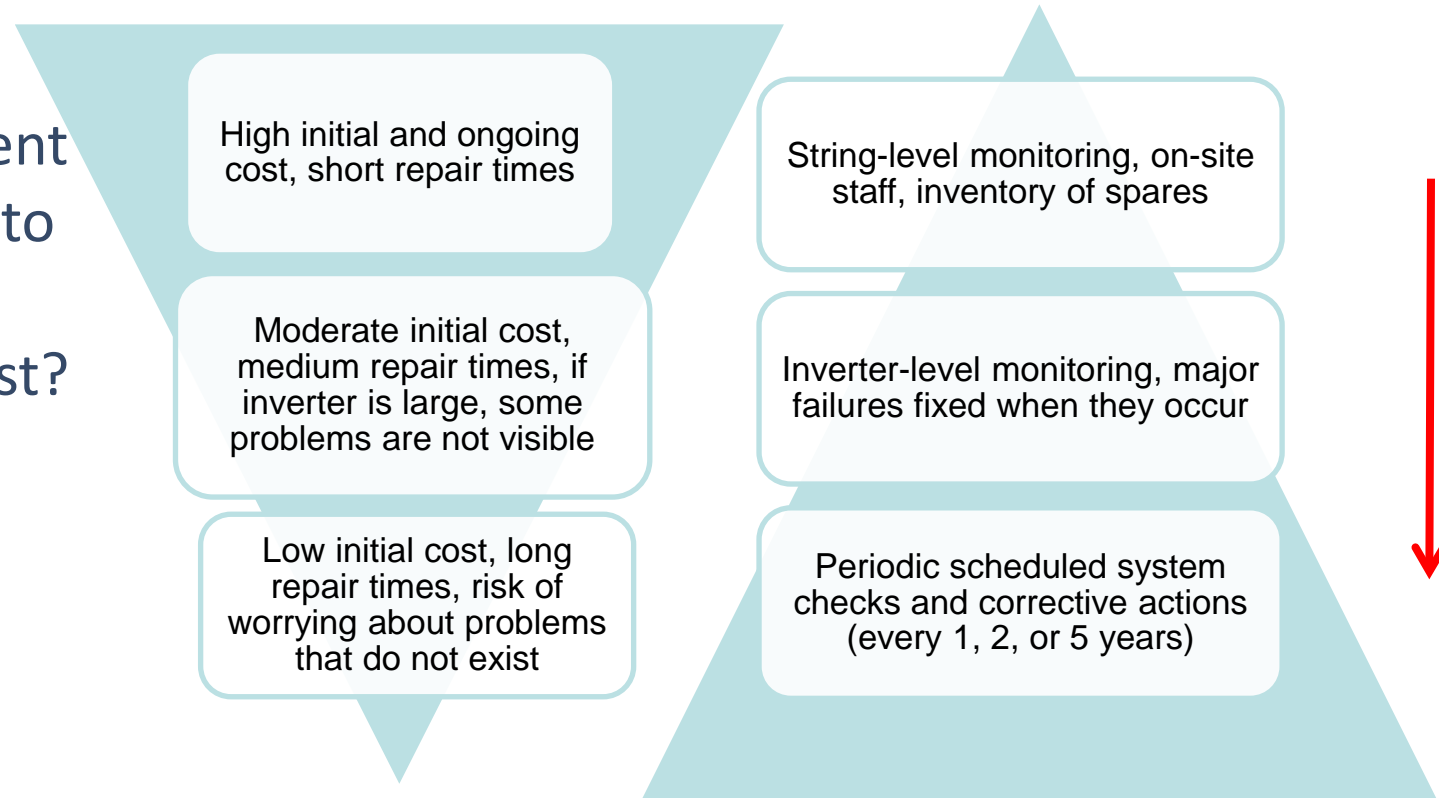 ent
to
st?
High initial and ongoing
cost, short repair times
Moderate initial cost,
medium repair times, if
inverter is large, some
problems are not visible
Low initial cost, long
repair times, risk of
worrying about problems
that do not exist
String-level monitoring, on-site
staff, inventory of spares
Inverter-level monitoring, major
failures fixed when they occur
Periodic scheduled system
checks and corrective actions
(every 1, 2, or 5 years)